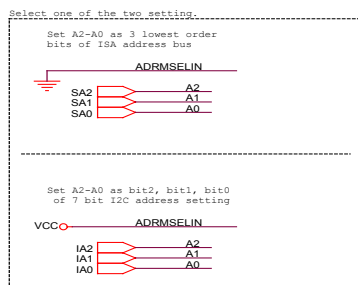 Select one of the two setting.
Set A2-A0 as 3 lowest order
bits of ISA address bus
ADRMSELIN
SA2 A2
SA1 A1
SA0 A0
Set A2-A0 as bit2, bit1, bit0
of 7 bit I2C address setting
VCC ADRMSELIN
IA2 A2
IA1 A1
IA0 A0